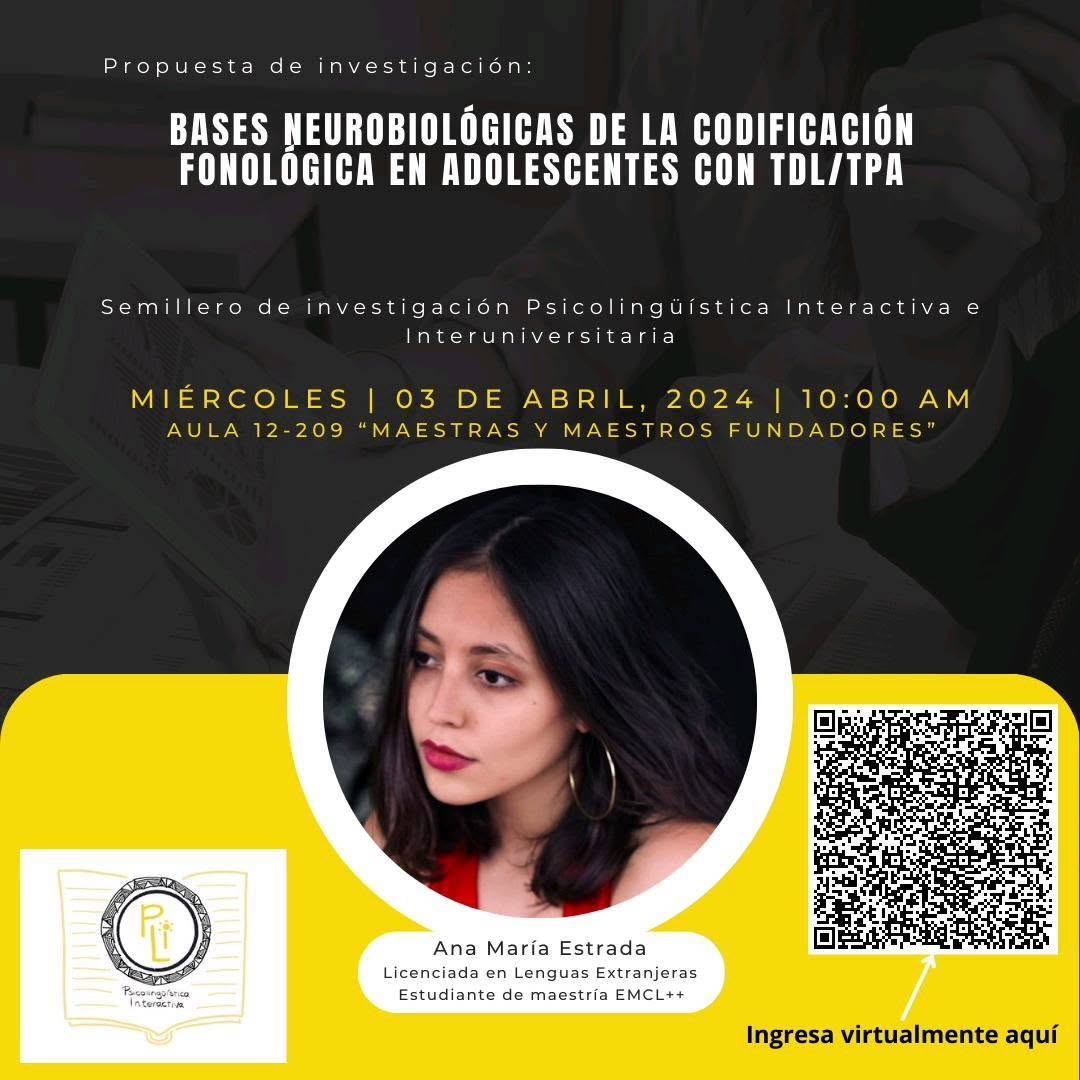 Propuesta de investigación:
BASES NEUROBIOLÓGICAS DE LA CODIFICACIÓN
FONOLÓGICA EN ADOLESCENTES CON TDL/TPA
Semillero de investigación Psicolingüística Interactiva e
Interuniversitaria
MIÉRCOLES | 03 DE ABRIL, 2024 | 10:00 AM
AULA 12-209 “MAESTRAS Y MAESTROS FUNDADORES”
PLi
Psicolingüística
Interactiva
Ana María Estrada
Licenciada en Lenguas Extranjeras
Estudiante de maestría EMCL++
Ingresa virtualmente aquí